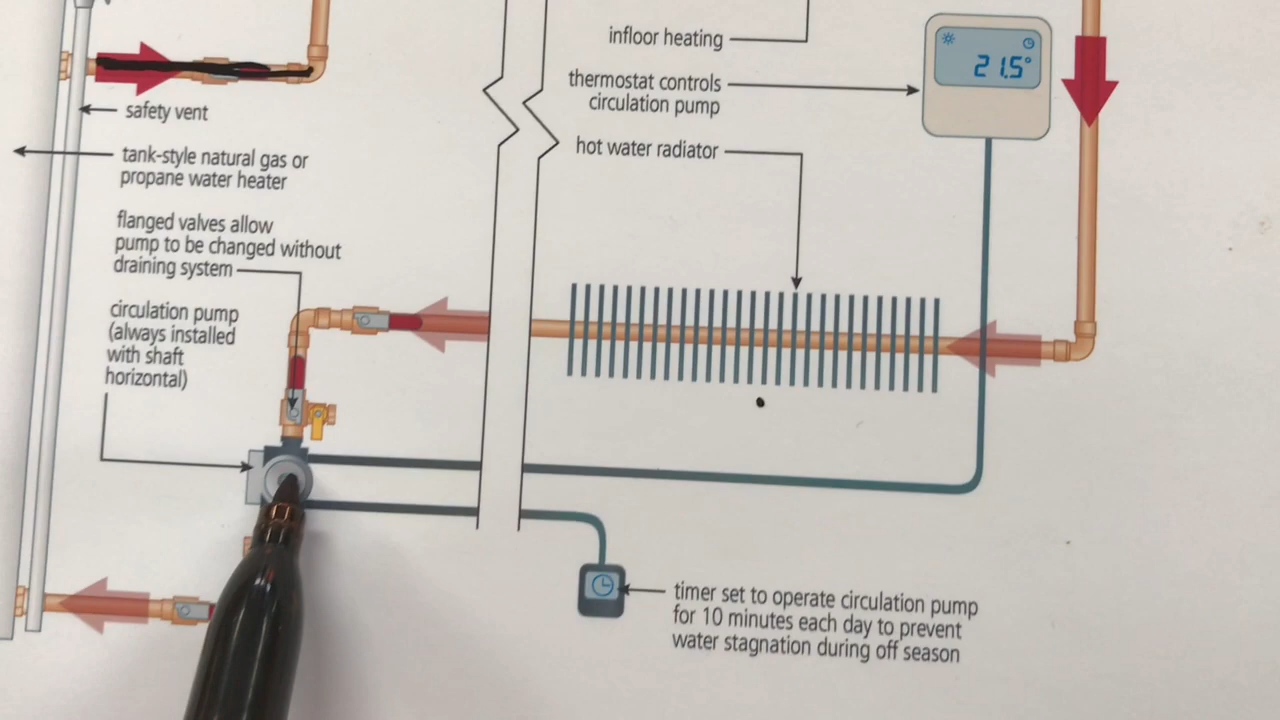 infloor heating
thermostat controls
circulation pump
21.5°
hot water radiator
safety vent
tank-style natural gas or
propane water heater
flanged valves allow
pump to be changed without
draining system
circulation pump
(always installed
with shaft
horizontal)
timer set to operate circulation pump
for 10 minutes each day to prevent
water stagnation during off season